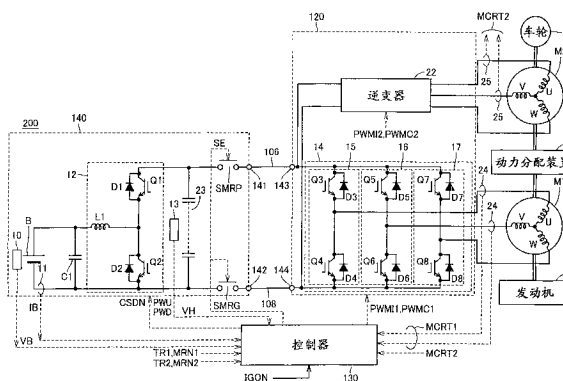 120
MCRT2
车轮
M
22
逆变器
25
V
U
W
25
200
140
PWMI2,PWMC2
动力分配装置
SE
106
14
15
16
17
12
SMRP
141
143
24
D1
Q1
Q3
D3
Q5
D5
Q7
D7
M
23
24
V
U
W
B
L1
13
10
11
C1
D2
Q2
142
144
Q4
D4
Q6
D6
Q8
D8
发动机
SMRG
108
IB
CSDN
PWU
PWD
VH
PWMI1,PWMC1
VB
MCRT1
TR1,MRN1
TR2,MRN2
控制器
MCRT2
IGON
130